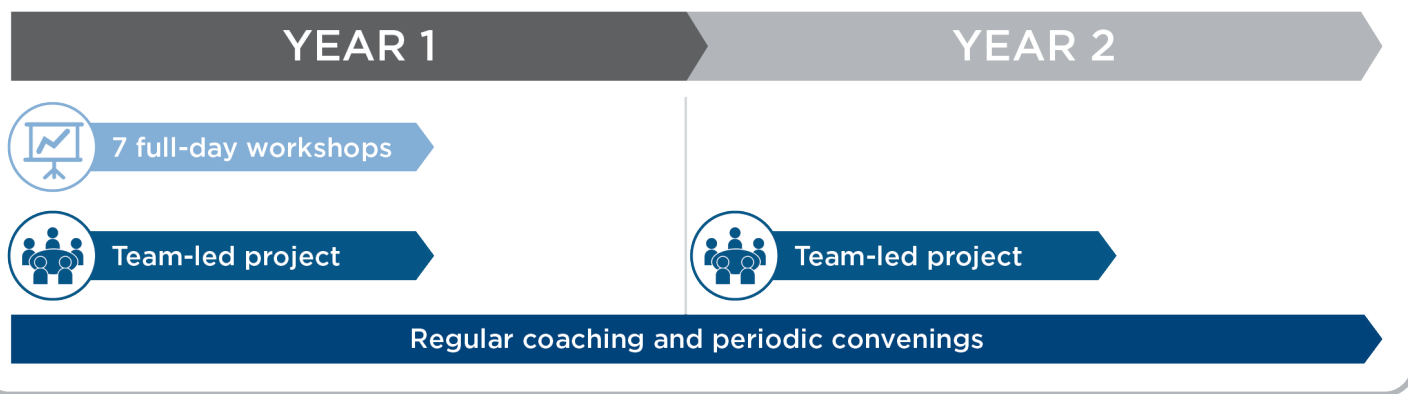 YEAR 1
YEAR 2
7 full-day workshops
Team-led project
Team-led project
Regular coaching and periodic convenings